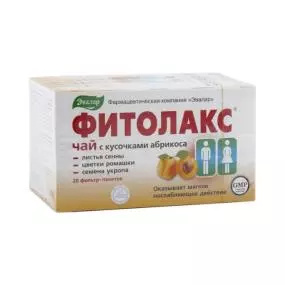 Эвалар
Фармацевтическая компания «Эвалар»
ФИТОЛАКС®
чай с кусочками абрикоса
листья сенны
цветки ромашки
семена укропа
20 фильтр-пакетов
Оказывает мягкое
послабляющее действие
GMP